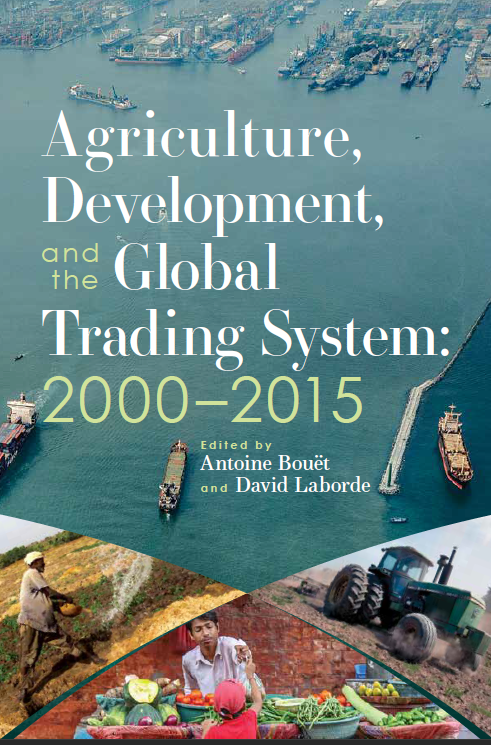 Agriculture,
Development,
and the Global
Trading System:
2000–2015
Edited by
Antoine Bouët
and David Laborde